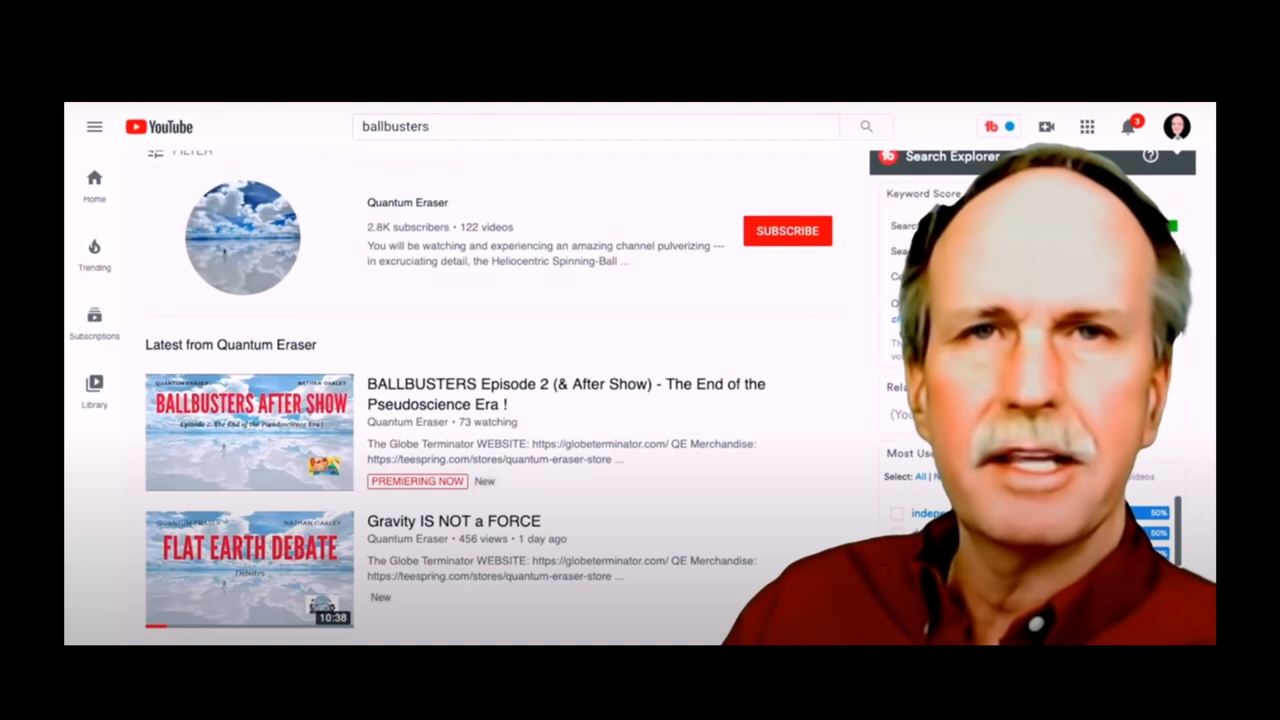 YouTube
ballbusters
3
FILTER
Search Explorer
Home
Trending
Subscriptions
Library
Quantum Eraser
2.8K subscribers • 122 videos
You will be watching and experiencing an amazing channel pulverizing ---
in excruciating detail, the Heliocentric Spinning-Ball ...
SUBSCRIBE
Keyword Score
Latest from Quantum Eraser
QUANTUM ERASER
NATHAN OAKLEY
BALLBUSTERS AFTER SHOW
Episode 2: The End of the Pseudoscience Era !
BALLBUSTERS Episode 2 (& After Show) - The End of the
Pseudoscience Era !
Quantum Eraser • 73 watching
The Globe Terminator WEBSITE: https://globeterminator.com/ QE Merchandise:
https://teespring.com/stores/quantum-eraser-store ...
PREMIERING NOW New
QUANTUM ERASER
NATHAN OAKLEY
FLAT EARTH DEBATE
Debates
10:38
Gravity IS NOT a FORCE
Quantum Eraser • 456 views • 1 day ago
The Globe Terminator WEBSITE: https://globeterminator.com/ QE Merchandise:
https://teespring.com/stores/quantum-eraser-store ...
New
Most
Select: All |
50%
50%